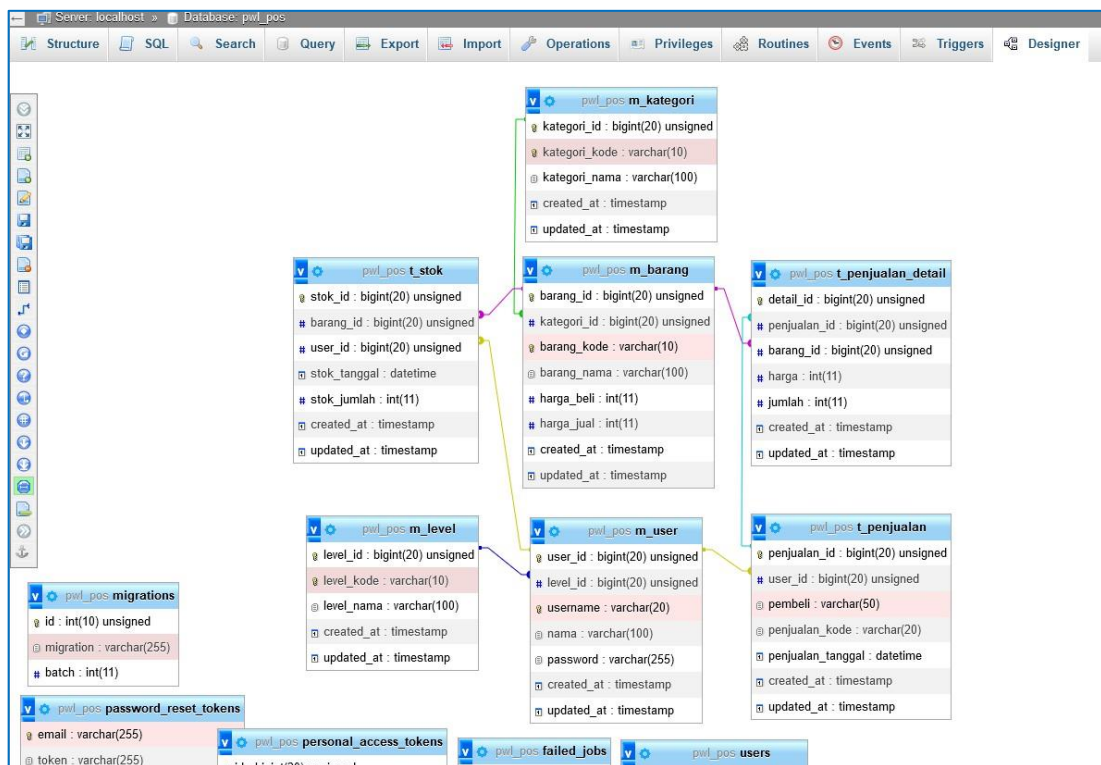 Server: localhost » Database: pwl_pos
Structure SQL Search Query Export Import Operations Privileges Routines Events Triggers Designer
pwl_pos m_kategori
kategori_id : bigint(20) unsigned
kategori_kode : varchar(10)
kategori_nama : varchar(100)
created_at : timestamp
updated_at : timestamp
pwl_pos t_stok
stok_id : bigint(20) unsigned
barang_id : bigint(20) unsigned
user_id : bigint(20) unsigned
stok_tanggal : datetime
stok_jumlah : int(11)
created_at : timestamp
updated_at : timestamp
pwl_pos m_barang
barang_id : bigint(20) unsigned
kategori_id : bigint(20) unsigned
barang_kode : varchar(10)
barang_nama : varchar(100)
harga_beli : int(11)
harga_jual : int(11)
created_at : timestamp
updated_at : timestamp
pwl_pos t_penjualan_detail
detail_id : bigint(20) unsigned
penjualan_id : bigint(20) unsigned
barang_id : bigint(20) unsigned
harga : int(11)
jumlah : int(11)
created_at : timestamp
updated_at : timestamp
pwl_pos m_level
level_id : bigint(20) unsigned
level_kode : varchar(10)
level_nama : varchar(100)
created_at : timestamp
updated_at : timestamp
pwl_pos m_user
user_id : bigint(20) unsigned
level_id : bigint(20) unsigned
username : varchar(20)
nama : varchar(100)
password : varchar(255)
created_at : timestamp
updated_at : timestamp
pwl_pos t_penjualan
penjualan_id : bigint(20) unsigned
user_id : bigint(20) unsigned
pembeli : varchar(50)
penjualan_kode : varchar(20)
penjualan_tanggal : datetime
created_at : timestamp
updated_at : timestamp
pwl_pos migrations
id : int(10) unsigned
migration : varchar(255)
batch : int(11)
pwl_pos password_reset_tokens
email : varchar(255)
token : varchar(255)
pwl_pos personal_access_tokens
pwl_pos failed_jobs
pwl_pos users